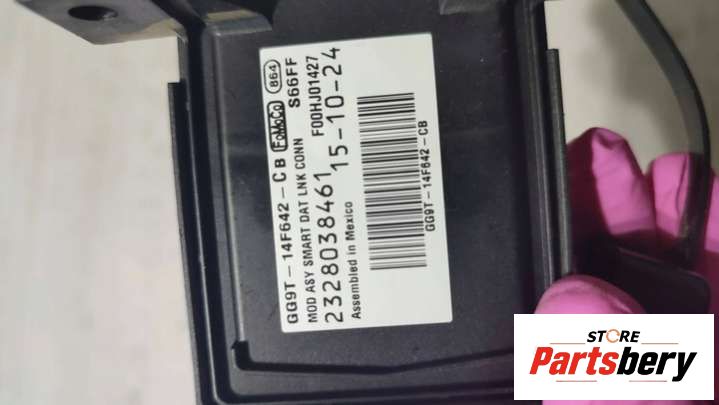 GG9T-14F642-CB FoMoCo 864
MOD ASY SMART DAT LNK CONN S66FF
2328038461 F00HJ01427
Assembled in Mexico 15-10-24
GG9T-14F642-CB
STORE
Partsbery